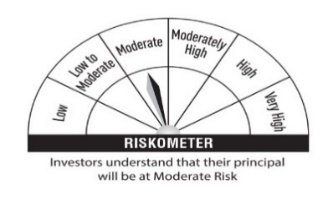 Low
Low to
Moderate
Moderate
Moderately
High
High
Very High
RISKOMETER
Investors understand that their principal
will be at Moderate Risk